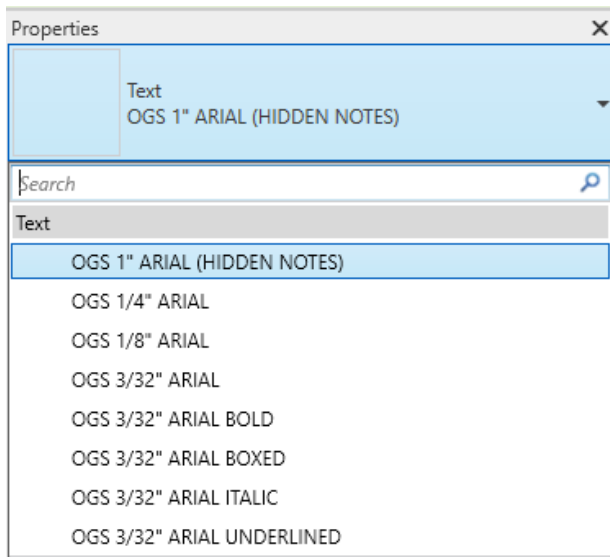 Properties
Text
OGS 1" ARIAL (HIDDEN NOTES)
Search
Text
OGS 1" ARIAL (HIDDEN NOTES)
OGS 1/4" ARIAL
OGS 1/8" ARIAL
OGS 3/32" ARIAL
OGS 3/32" ARIAL BOLD
OGS 3/32" ARIAL BOXED
OGS 3/32" ARIAL ITALIC
OGS 3/32" ARIAL UNDERLINED